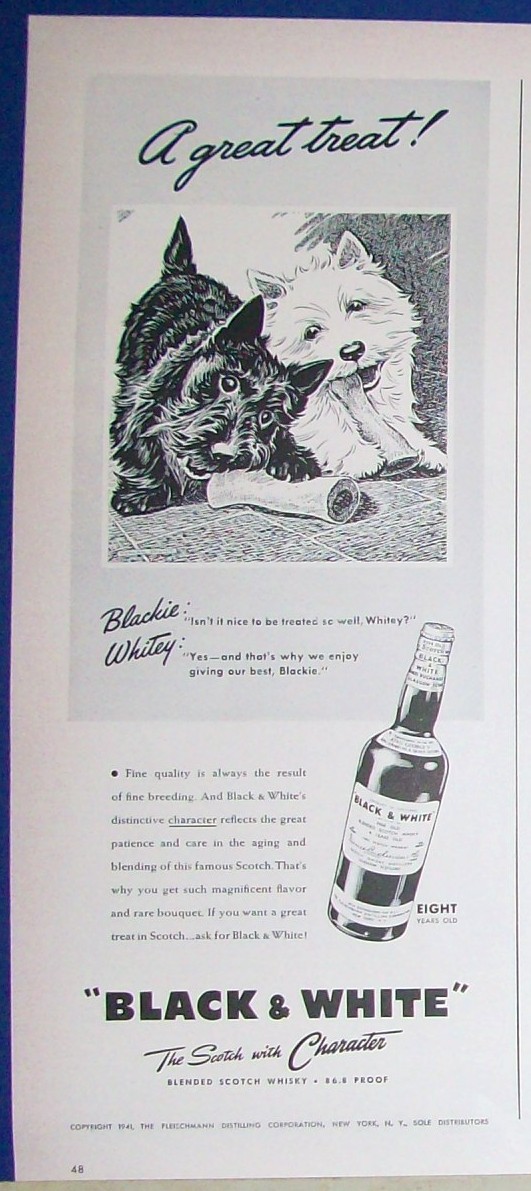 A great treat!
Blackie: "Isn't it nice to be treated so well, Whitey?"
Whitey: "Yes—and that's why we enjoy
giving our best, Blackie."
BLACK
&
WHITE
BLACK & WHITE
EIGHT
YEARS OLD
● Fine quality is always the result
of fine breeding. And Black & White's
distinctive character reflects the great
patience and care in the aging and
blending of this famous Scotch. That's
why you get such magnificent flavor
and rare bouquet. If you want a great
treat in Scotch...ask for Black & White!
"BLACK & WHITE"
The Scotch with Character
BLENDED SCOTCH WHISKY • 86.8 PROOF
COPYRIGHT 1941, THE FLEISCHMANN DISTILLING CORPORATION, NEW YORK, N. Y., SOLE DISTRIBUTORS
48